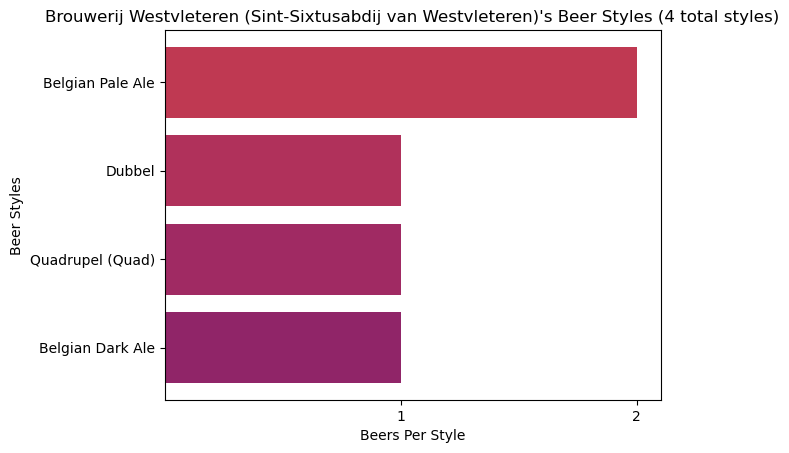 Brouwerij Westvleteren (Sint-Sixtusabdij van Westvleteren)'s Beer Styles (4 total styles)
Beer Styles
Belgian Pale Ale
Dubbel
Quadrupel (Quad)
Belgian Dark Ale
1
2
Beers Per Style